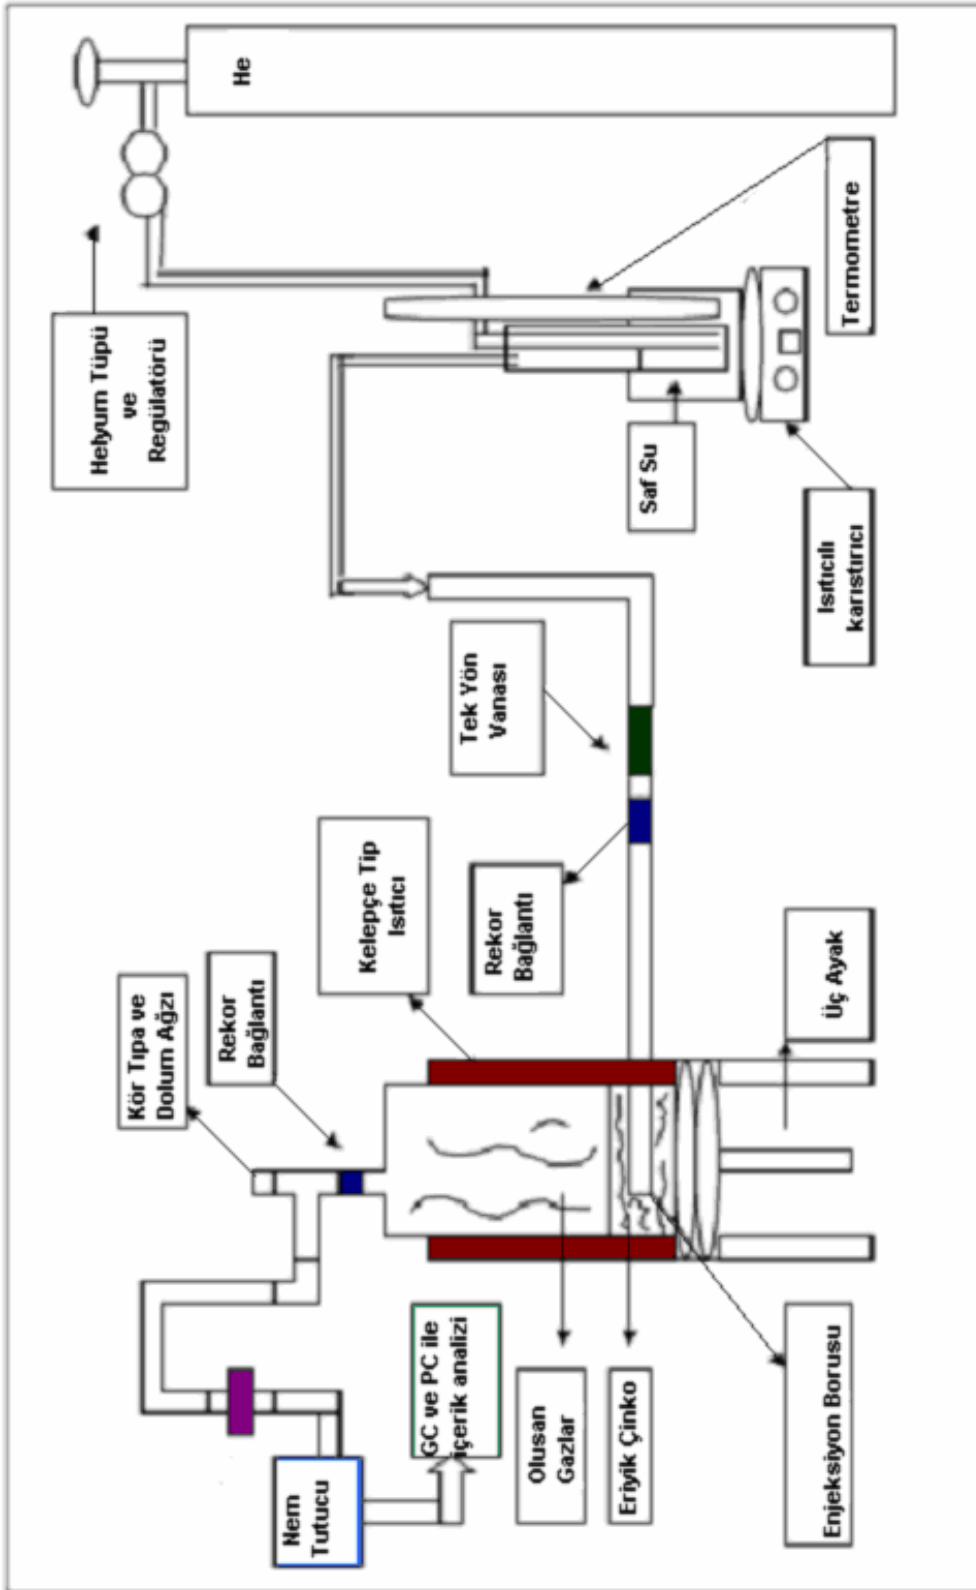 He
Helyum Tüpü
ve
Regülatörü
Termometre
Saf Su
Isıtıcılı
karıstırıcı
Tek Yön
Vanası
Kelepçe Tip
Isıtıcı
Rekor
Bağlantı
Kör Tıpa ve
Dolum Ağzı
Rekor
Bağlantı
Üç Ayak
GC ve PC ile
içerik analizi
Nem
Tutucu
Olusan
Gazlar
Eriyik Çinko
Enjeksiyon Borusu